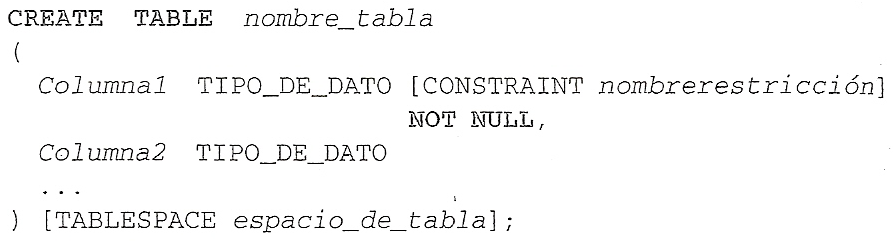 CREATE TABLE nombre_tabla
(
Columna1 TIPO_DE_DATO [CONSTRAINT nombrerestricción]
NOT NULL,
Columna2 TIPO_DE_DATO
...
) [TABLESPACE espacio_de_tabla];